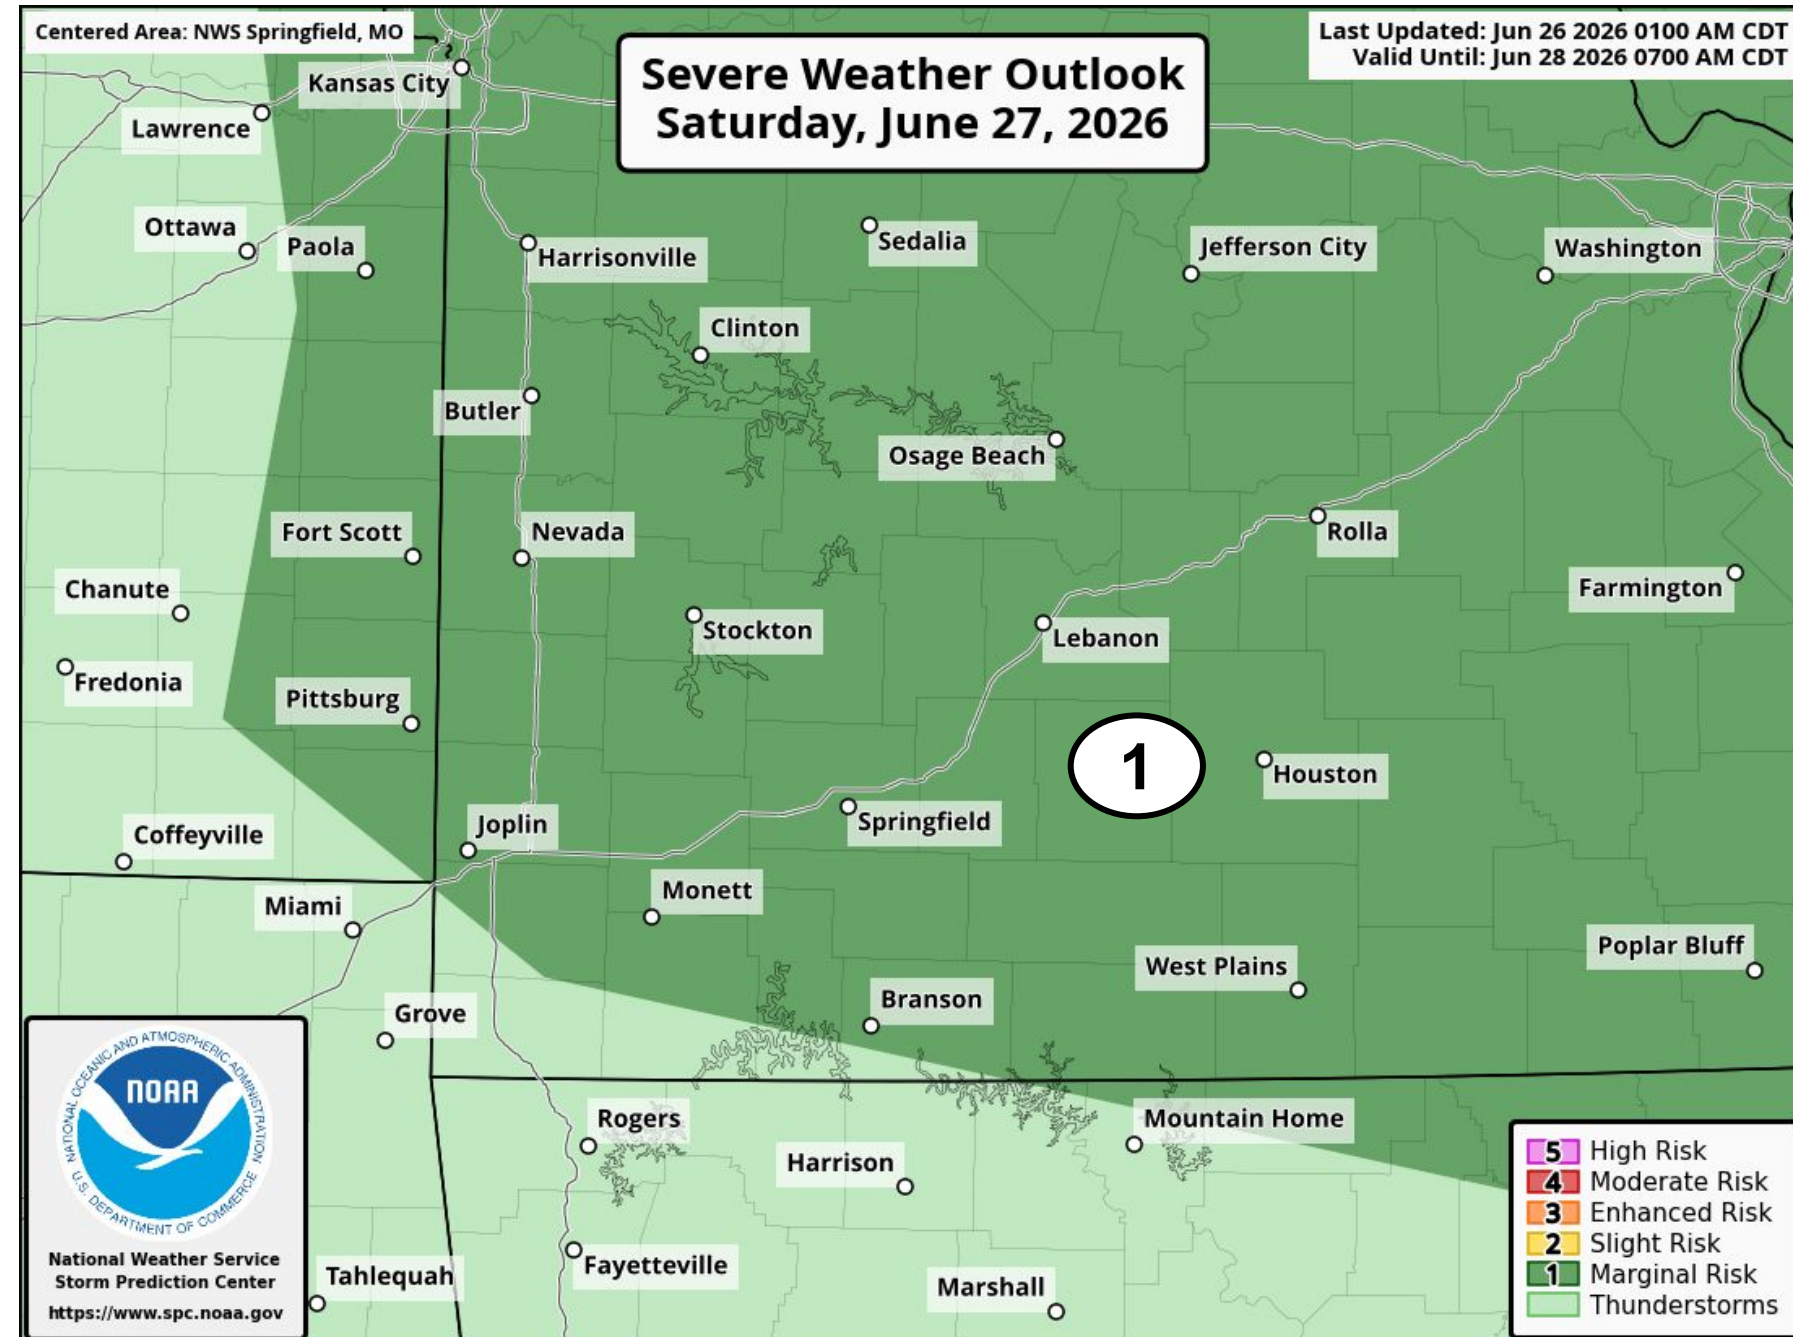 Centered Area: NWS Springfield, MO
Last Updated: Jun 26 2026 0100 AM CDT
Valid Until: Jun 28 2026 0700 AM CDT
Severe Weather Outlook
Saturday, June 27, 2026
Kansas City
Lawrence
Ottawa
Paola
Harrisonville
Sedalia
Jefferson City
Washington
Clinton
Butler
Osage Beach
Fort Scott
Nevada
Rolla
Chanute
Farmington
Stockton
Lebanon
Fredonia
Pittsburg
1
Houston
Coffeyville
Joplin
Springfield
Miami
Monett
Poplar Bluff
West Plains
Branson
Grove
Rogers
Mountain Home
Harrison
Fayetteville
Tahlequah
Marshall
NATIONAL OCEANIC AND ATMOSPHERIC ADMINISTRATION
NOAA
U.S. DEPARTMENT OF COMMERCE
National Weather Service
Storm Prediction Center
https://www.spc.noaa.gov
5 High Risk
4 Moderate Risk
3 Enhanced Risk
2 Slight Risk
1 Marginal Risk
Thunderstorms